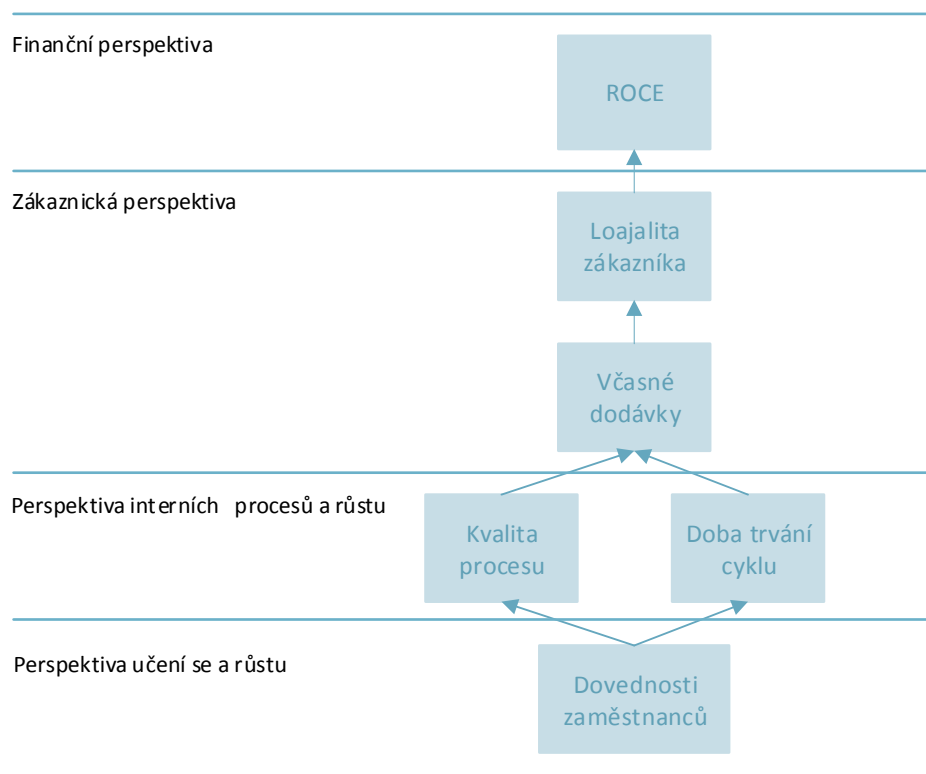 Finanční perspektiva
ROCE
Zákaznická perspektiva
Loajalita
zákazníka
Včasné
dodávky
Perspektiva interních procesů a růstu
Kvalita
procesu
Doba trvání
cyklu
Perspektiva učení se a růstu
Dovednosti
zaměstnanců